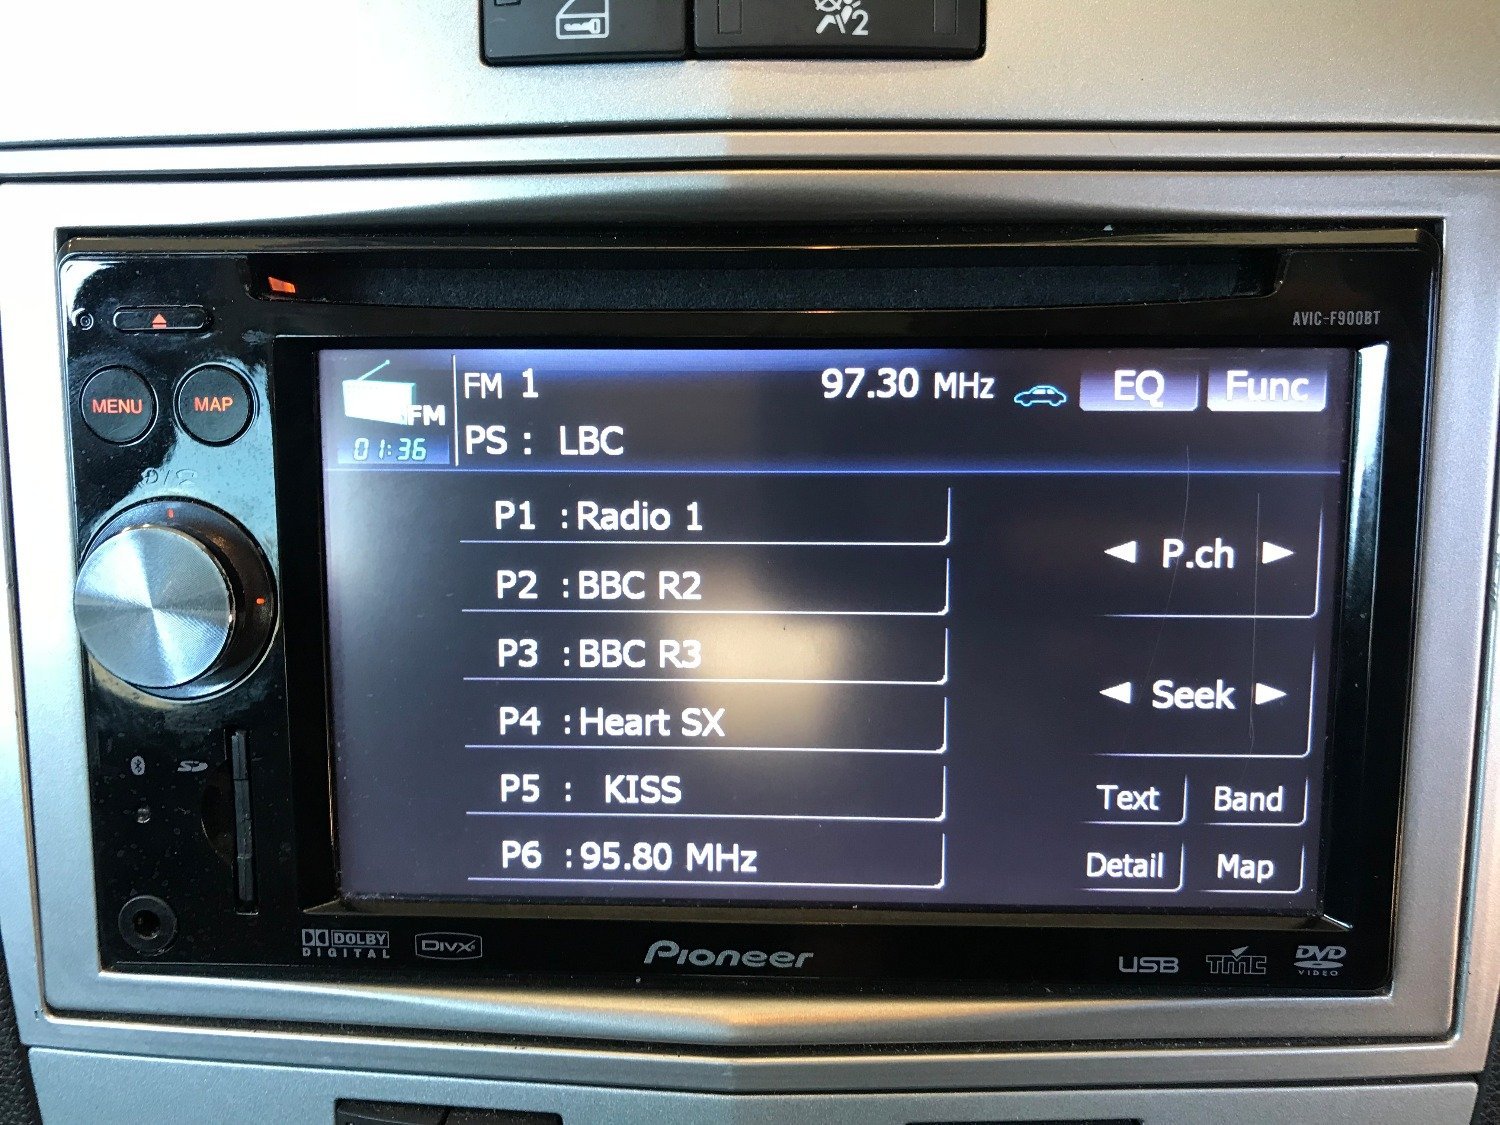 2
AVIC-F900BT
MENU
MAP
FM
01:36
FM 1
97.30 MHz
EQ
Func
PS : LBC
P1 :Radio 1
P2 :BBC R2
P3 :BBC R3
P4 :Heart SX
P5 : KISS
P6 :95.80 MHz
◄ P.ch ►
◄ Seek ►
Text
Band
Detail
Map
DOLBY
DIGITAL
DIVX
Pioneer
USB
TMC
DVD
VIDEO